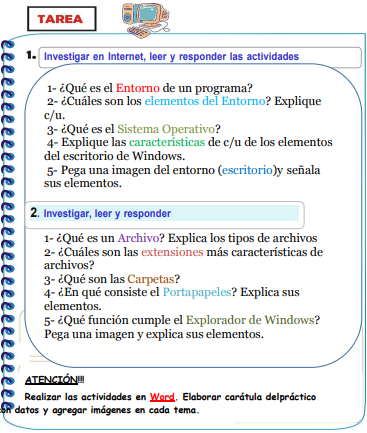 TAREA
1. Investigar en Internet, leer y responder las actividades
1- ¿Qué es el Entorno de un programa?
2- ¿Cuáles son los elementos del Entorno? Explique
c/u.
3- ¿Qué es el Sistema Operativo?
4- Explique las características de c/u de los elementos
del escritorio de Windows.
5- Pega una imagen del entorno (escritorio)y señala
sus elementos.
2. Investigar, leer y responder
1- ¿Qué es un Archivo? Explica los tipos de archivos
2- ¿Cuáles son las extensiones más características de
archivos?
3- ¿Qué son las Carpetas?
4- ¿En qué consiste el Portapapeles? Explica sus
elementos.
5- ¿Qué función cumple el Explorador de Windows?
Pega una imagen y explica sus elementos.
ATENCIÓN!!!
Realizar las actividades en Word. Elaborar carátula delpráctico
on datos y agregar imágenes en cada tema.